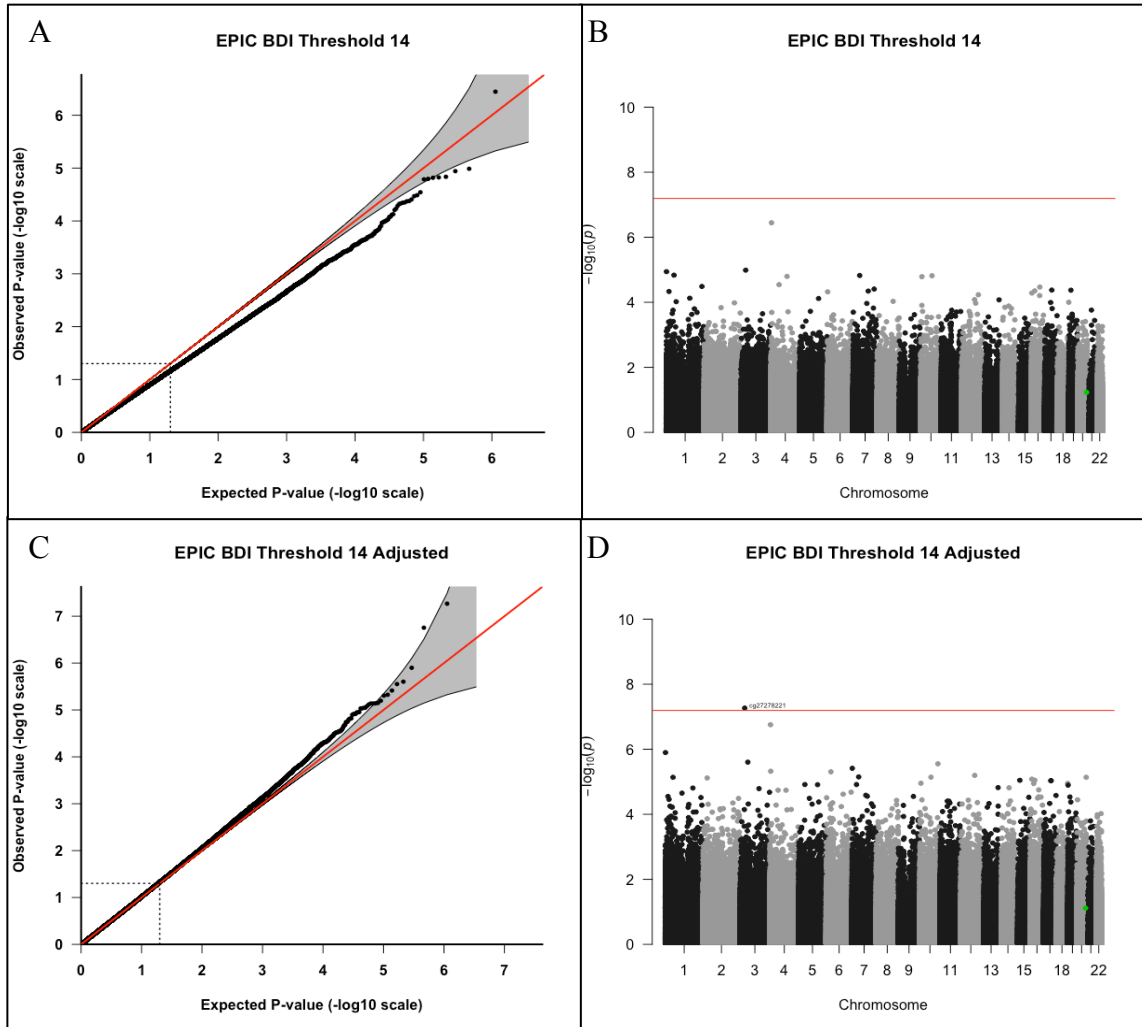 A
EPIC BDI Threshold 14
Observed P-value (-log10 scale)
6
5
4
3
2
1
0
0 1 2 3 4 5 6
Expected P-value (-log10 scale)
B
EPIC BDI Threshold 14
−log10(p)
10
8
6
4
2
0
1 2 3 4 5 6 7 8 9 11 13 15 18 22
Chromosome
C
EPIC BDI Threshold 14 Adjusted
Observed P-value (-log10 scale)
7
6
5
4
3
2
1
0
0 1 2 3 4 5 6 7
Expected P-value (-log10 scale)
D
EPIC BDI Threshold 14 Adjusted
−log10(p)
10
8
6
4
2
0
cg27278221
1 2 3 4 5 6 7 8 9 11 13 15 18 22
Chromosome